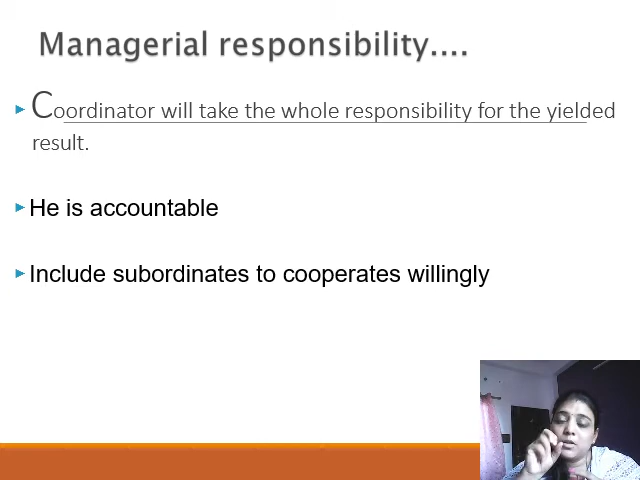 Managerial responsibility....
Coordinator will take the whole responsibility for the yielded
result.
He is accountable
Include subordinates to cooperates willingly